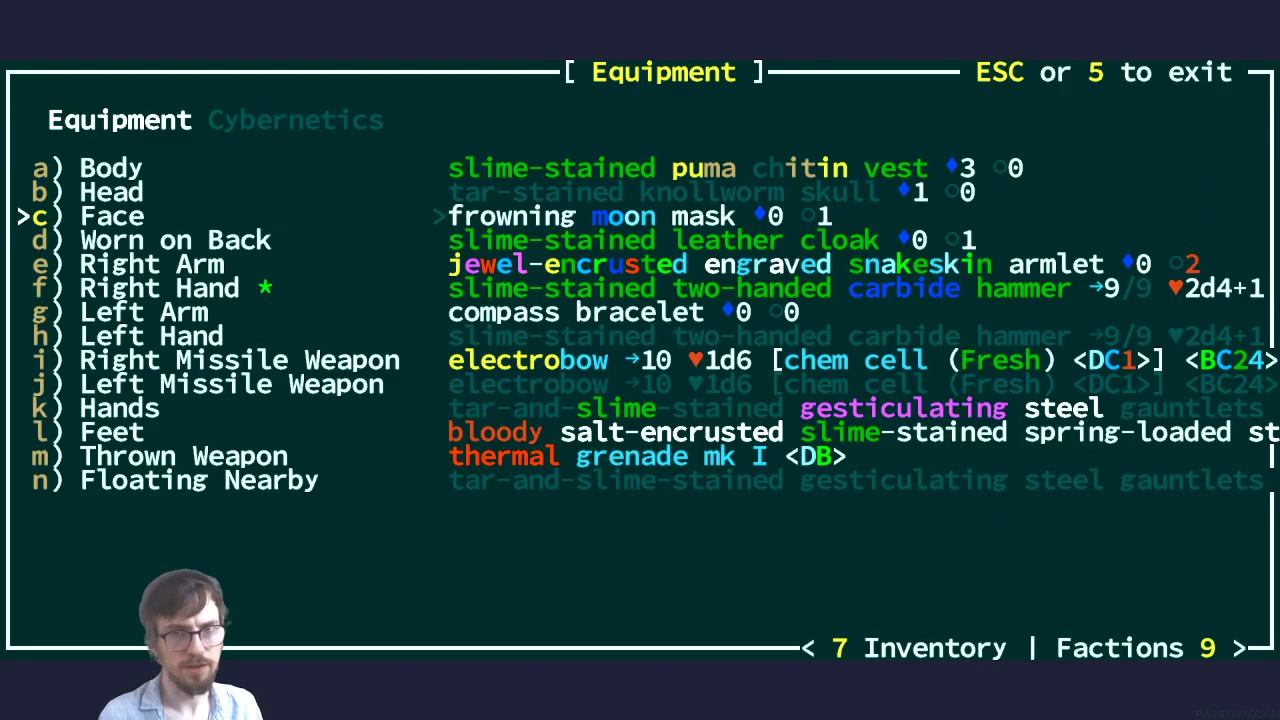 [ Equipment ] ESC or 5 to exit
Equipment Cybernetics
a) Body slime-stained puma chitin vest ♦3 ○0
b) Head tar-stained knollworm skull ♦1 ○0
>c) Face >frowning moon mask ♦0 ○1
d) Worn on Back slime-stained leather cloak ♦0 ○1
e) Right Arm jewel-encrusted engraved snakeskin armlet ♦0 ○2
f) Right Hand * slime-stained two-handed carbide hammer →9/9 ♥2d4+1
g) Left Arm compass bracelet ♦0 ○0
h) Left Hand slime-stained two-handed carbide hammer →9/9 ♥2d4+1
i) Right Missile Weapon electrobow →10 ♥1d6 [chem cell (Fresh) <DC1>] <BC24>
j) Left Missile Weapon electrobow →10 ♥1d6 [chem cell (Fresh) <DC1>] <BC24>
k) Hands tar-and-slime-stained gesticulating steel gauntlets
l) Feet bloody salt-encrusted slime-stained spring-loaded st
m) Thrown Weapon thermal grenade mk I <DB>
n) Floating Nearby tar-and-slime-stained gesticulating steel gauntlets
< 7 Inventory | Factions 9 >